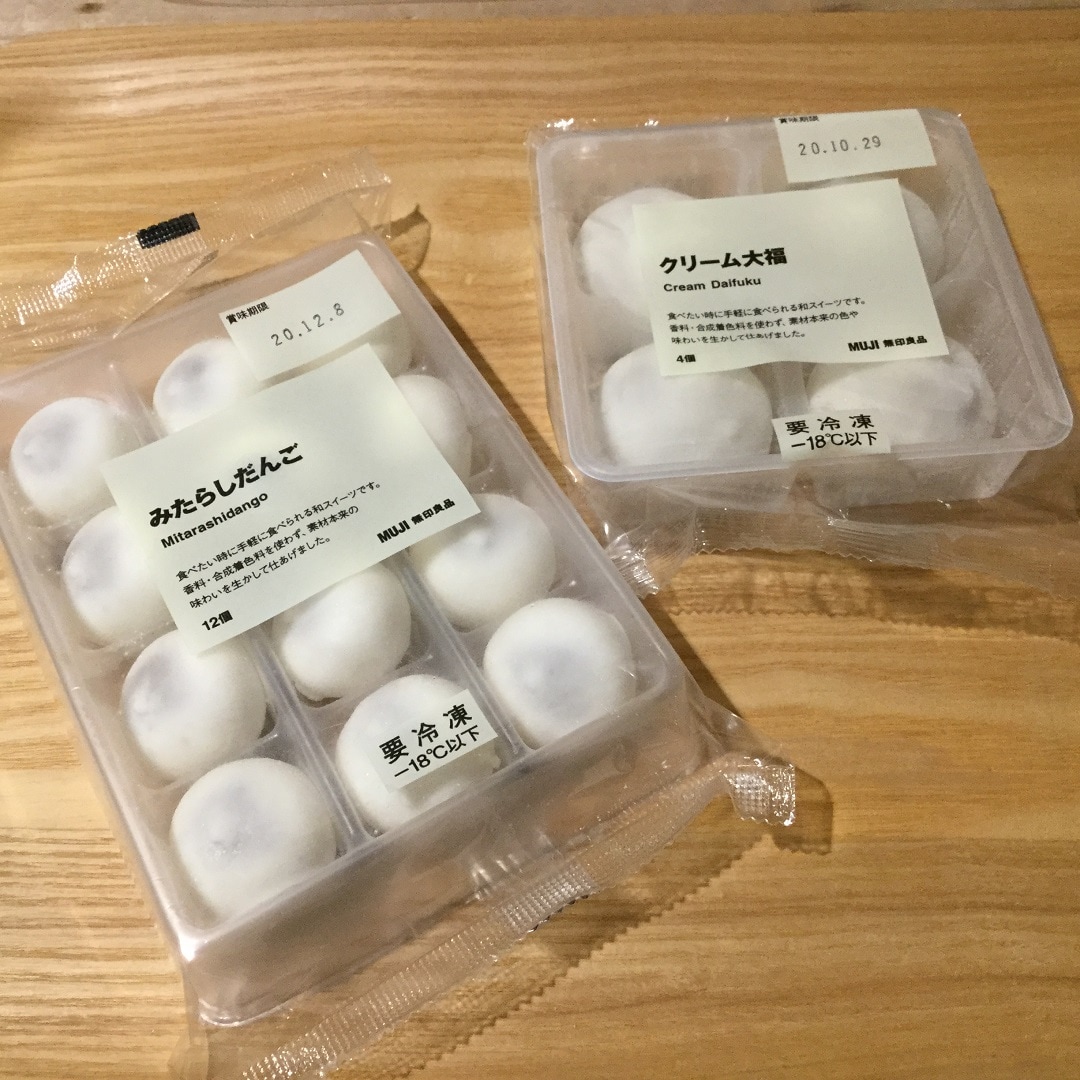 賞味期限
20.12.8
みたらしだんご
Mitarashidango
食べたい時に手軽に食べられる和スイーツです。
香料・合成着色料を使わず、素材本来の
味わいを生かして仕あげました。
12個
MUJI 無印良品
要冷凍
−18℃以下
賞味期限
20.10.29
クリーム大福
Cream Daifuku
食べたい時に手軽に食べられる和スイーツです。
香料・合成着色料を使わず、素材本来の色や
味わいを生かして仕あげました。
4個
MUJI 無印良品
要冷凍
−18℃以下